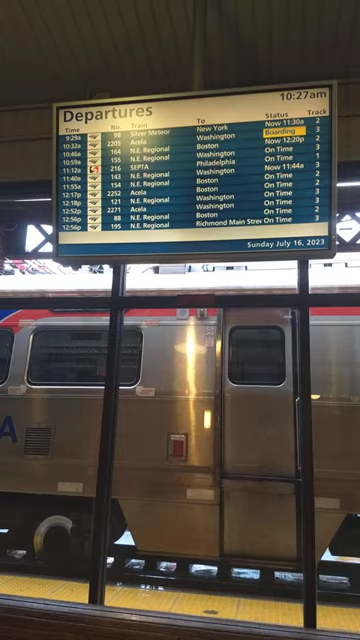 10:27am
Departures
Time No. Train To Status Track
9:29a 98 Silver Meteor New York Now 11:30a 2
10:32a 2205 Acela Washington Boarding 3
10:46a 164 N.E. Regional Boston Now 12:20p 2
10:59a 155 N.E. Regional Washington On Time 3
11:12a 216 SEPTA Philadelphia On Time 1
11:40a 143 N.E. Regional Washington Now 11:44a 3
11:55a 154 N.E. Regional Boston On Time 2
12:17p 2252 Acela Boston On Time 2
12:18p 121 N.E. Regional Washington On Time 3
12:52p 2271 Acela Washington On Time 3
12:56p 88 N.E. Regional Boston On Time 2
12:56p 195 N.E. Regional Richmond Main Stre On Time 3
Sunday July 16, 2023
A